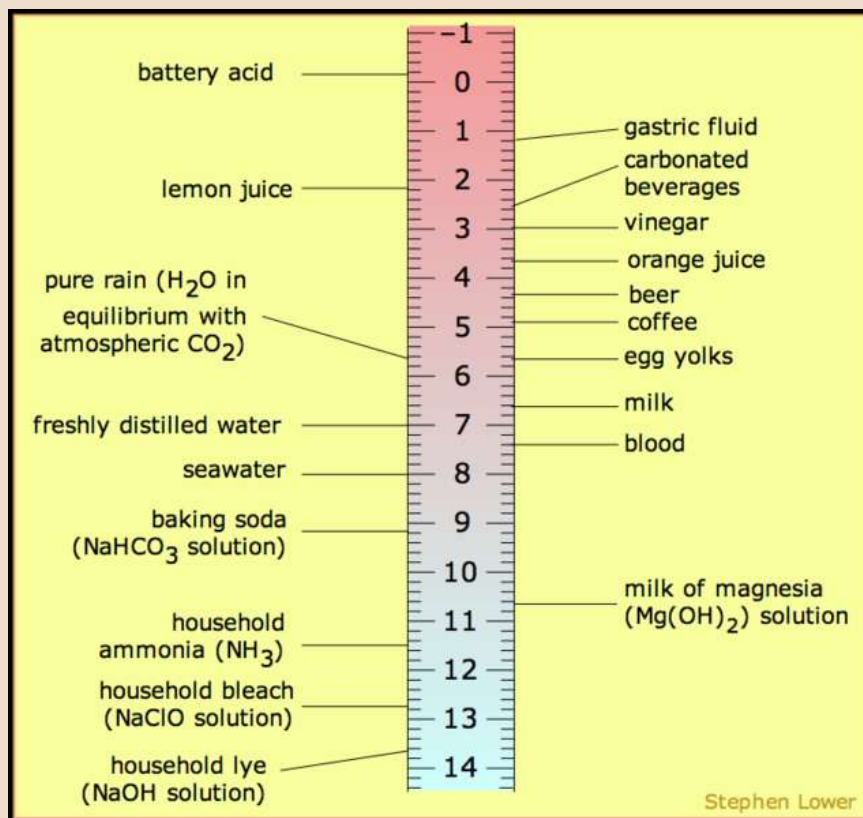 battery acid
lemon juice
pure rain (H₂O in
equilibrium with
atmospheric CO₂)
freshly distilled water
seawater
baking soda
(NaHCO₃ solution)
household
ammonia (NH₃)
household bleach
(NaClO solution)
household lye
(NaOH solution)
−1
0
1
2
3
4
5
6
7
8
9
10
11
12
13
14
gastric fluid
carbonated
beverages
vinegar
orange juice
beer
coffee
egg yolks
milk
blood
milk of magnesia
(Mg(OH)₂) solution
Stephen Lower